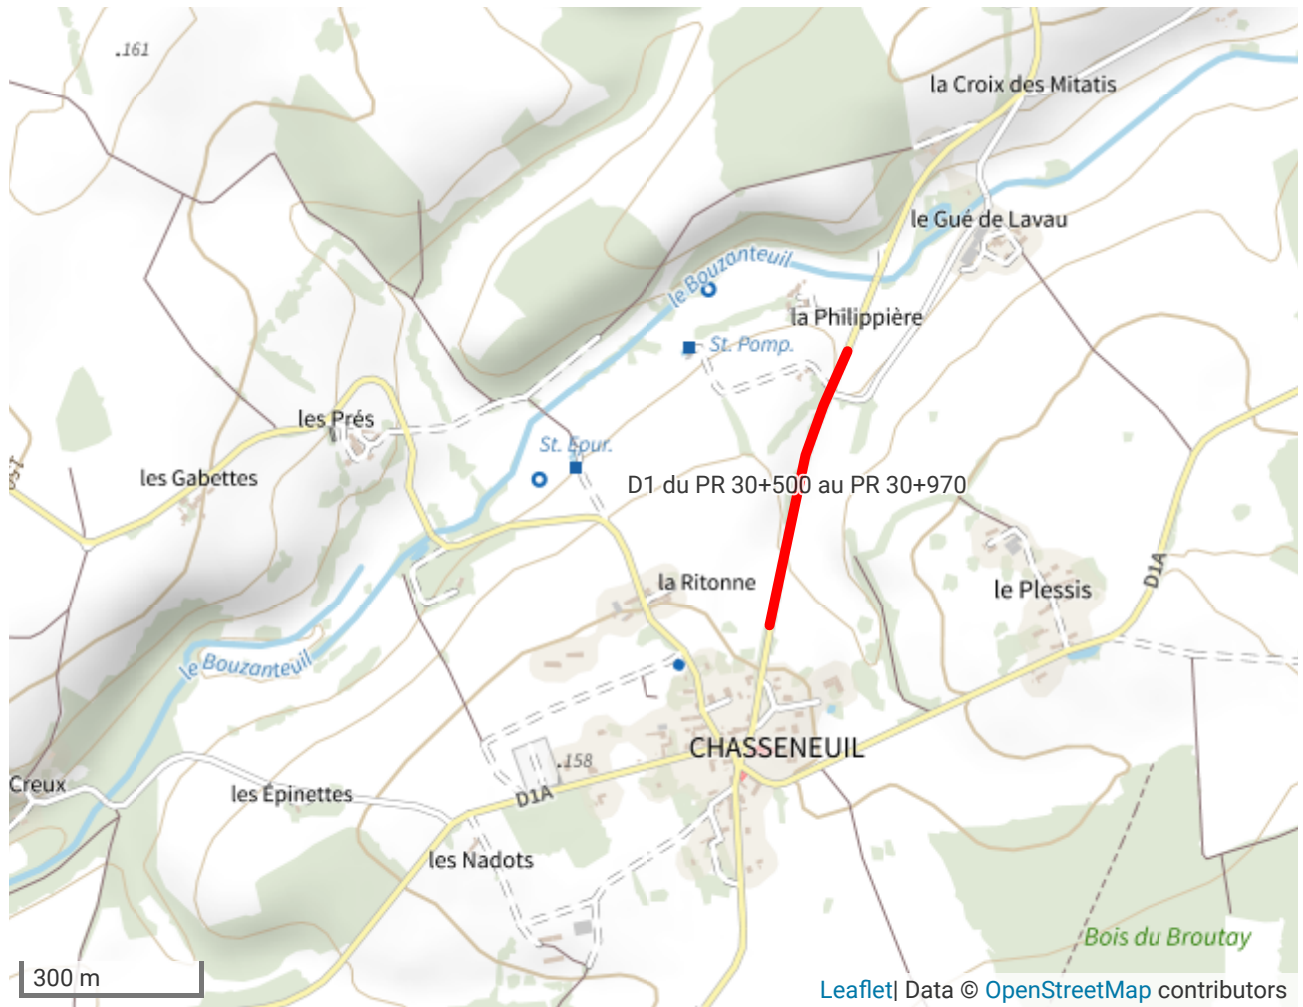 .161
la Croix des Mitatis
le Gué de Lavau
le Bouzanteuil
la Philippière
St. Pomp.
les Prés
St. Épur.
les Gabettes
150
D1 du PR 30+500 au PR 30+970
D1A
la Ritonne
le Plessis
le Bouzanteuil
CHASSENEUIL
.158
Creux
les Épinettes
D1A
les Nadots
Bois du Broutay
300 m
Leaflet| Data © OpenStreetMap contributors